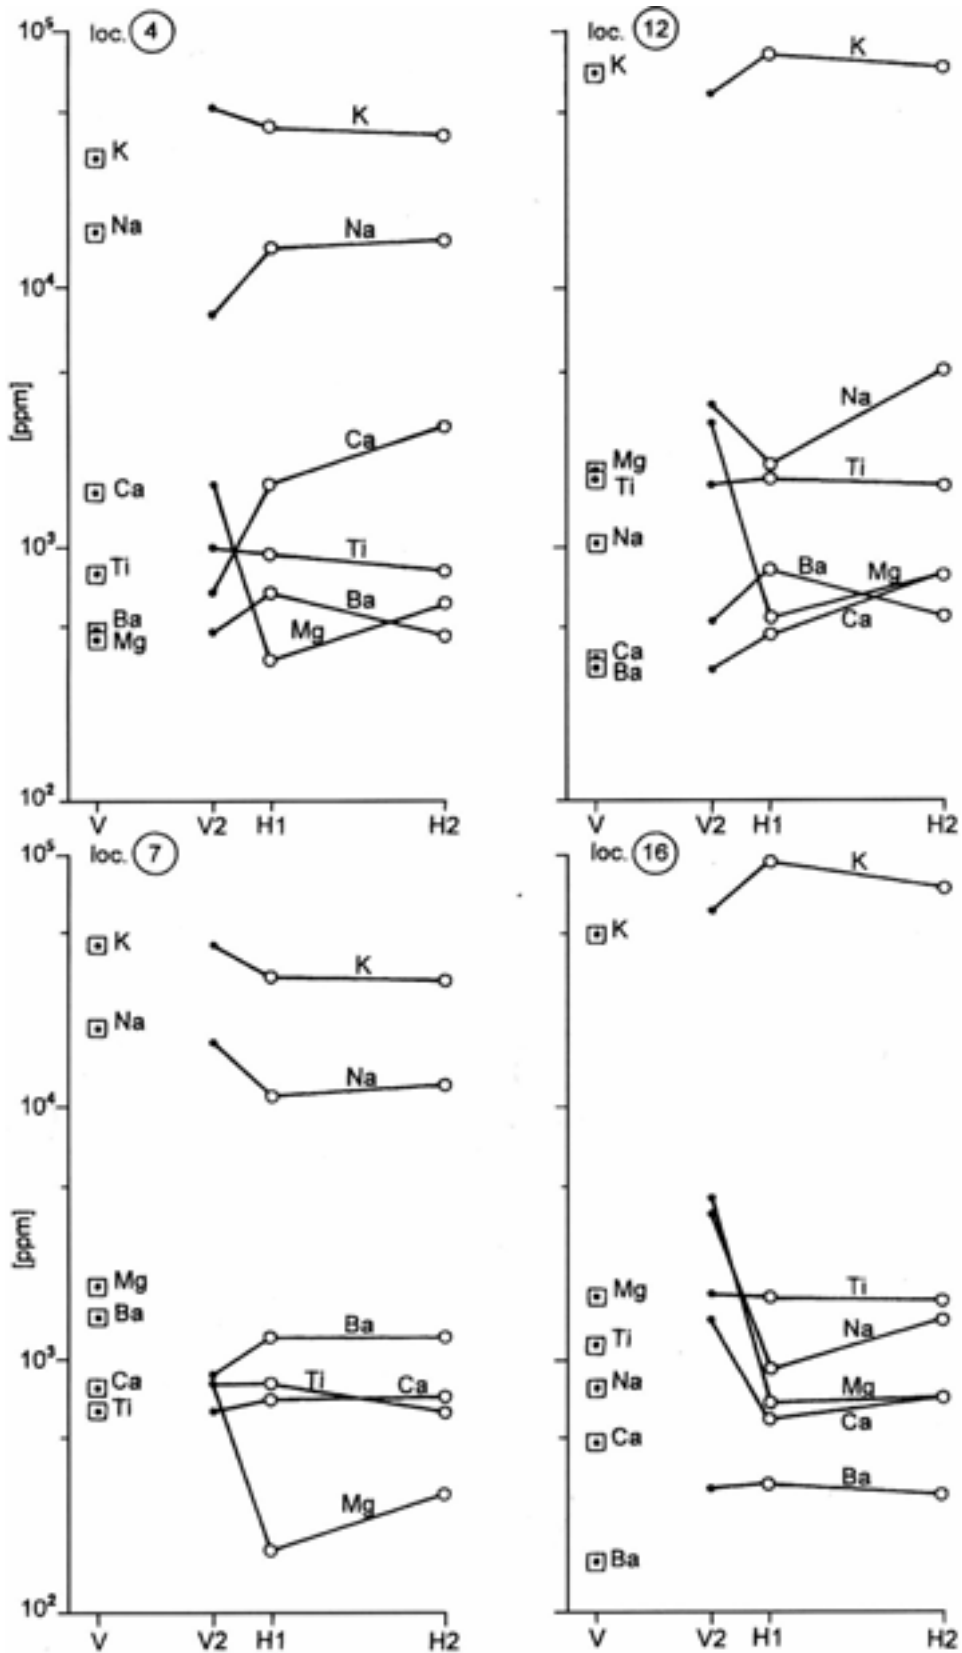 10⁵
loc. 4
K
K
Na
Na
10⁴
[ppm]
Ca
Ca
10³
Ti
Ti
Ba
Ba
Mg
Mg
10²
V V2 H1 H2
loc. 12
K
K
Na
Mg
Ti
Ti
Na
Ba
Mg
Ca
Ca
Ba
V V2 H1 H2
10⁵
loc. 7
K
K
Na
Na
10⁴
[ppm]
Mg
Ba
Ba
10³
Ca
Ti
Ca
Ti
Mg
10²
V V2 H1 H2
loc. 16
K
K
Mg
Ti
Ti
Na
Na
Mg
Ca
Ca
Ba
Ba
V V2 H1 H2